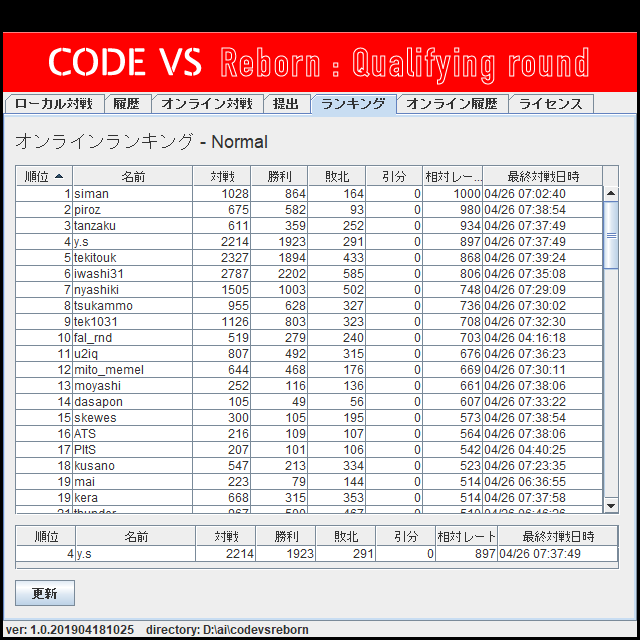 CODE VS Reborn : Qualifying round
ローカル対戦 履歴 オンライン対戦 提出 ランキング オンライン履歴 ライセンス
オンラインランキング - Normal
順位 名前 対戦 勝利 敗北 引分 相対レー... 最終対戦日時
1 siman 1028 864 164 0 1000 04/26 07:02:40
2 piroz 675 582 93 0 980 04/26 07:38:54
3 tanzaku 611 359 252 0 934 04/26 07:37:49
4 y.s 2214 1923 291 0 897 04/26 07:37:49
5 tekitouk 2327 1894 433 0 868 04/26 07:39:24
6 iwashi31 2787 2202 585 0 806 04/26 07:35:08
7 nyashiki 1505 1003 502 0 748 04/26 07:29:09
8 tsukammo 955 628 327 0 736 04/26 07:30:02
9 tek1031 1126 803 323 0 708 04/26 07:32:30
10 fal_rnd 519 279 240 0 703 04/26 04:16:18
11 u2iq 807 492 315 0 676 04/26 07:36:23
12 mito_memel 644 468 176 0 669 04/26 07:30:11
13 moyashi 252 116 136 0 661 04/26 07:38:06
14 dasapon 105 49 56 0 607 04/26 07:33:22
15 skewes 300 105 195 0 573 04/26 07:38:54
16 ATS 216 109 107 0 564 04/26 07:38:06
17 PltS 207 101 106 0 542 04/26 04:40:25
18 kusano 547 213 334 0 523 04/26 07:23:35
19 mai 223 79 144 0 514 04/26 06:36:55
19 kera 668 315 353 0 514 04/26 07:37:58
順位 名前 対戦 勝利 敗北 引分 相対レート 最終対戦日時
4 y.s 2214 1923 291 0 897 04/26 07:37:49
更新
ver: 1.0.201904181025 directory: D:\ai\codevsreborn